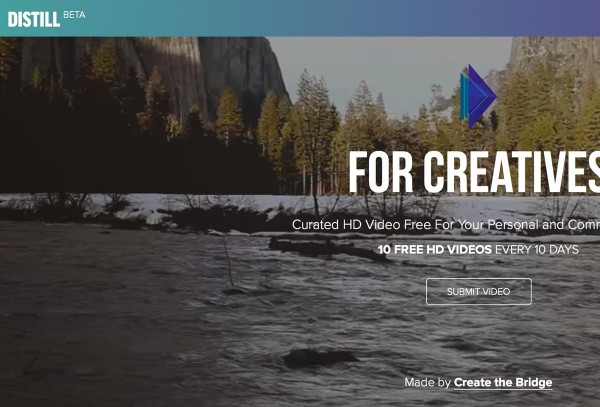 DISTILL BETA
FOR CREATIVES
Curated HD Video Free For Your Personal and Comm
10 FREE HD VIDEOS EVERY 10 DAYS
SUBMIT VIDEO
Made by Create the Bridge